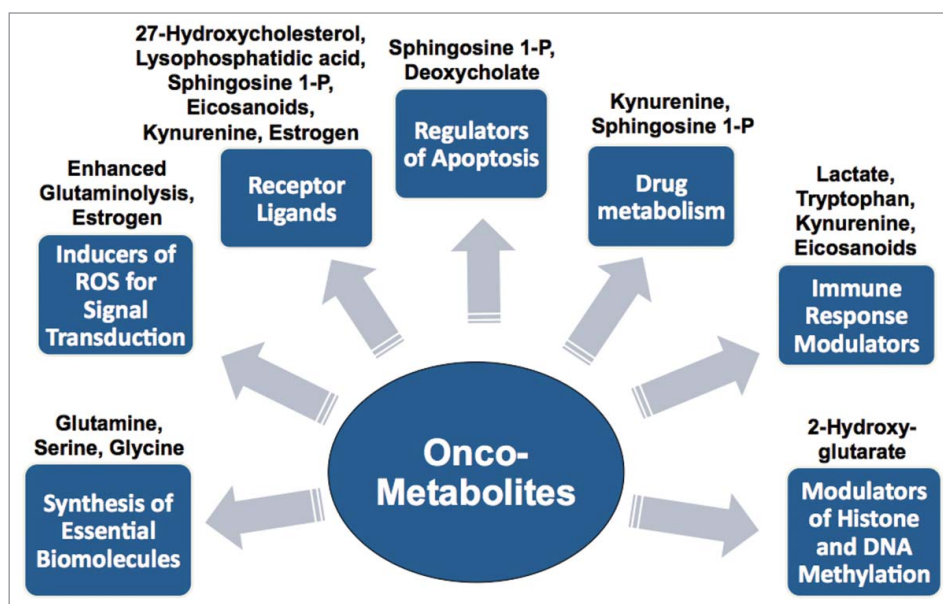 27-Hydroxycholesterol,
Lysophosphatidic acid,
Sphingosine 1-P,
Eicosanoids,
Kynurenine, Estrogen
Receptor
Ligands
Sphingosine 1-P,
Deoxycholate
Regulators
of Apoptosis
Kynurenine,
Sphingosine 1-P
Drug
metabolism
Enhanced
Glutaminolysis,
Estrogen
Inducers of
ROS for
Signal
Transduction
Lactate,
Tryptophan,
Kynurenine,
Eicosanoids
Immune
Response
Modulators
Glutamine,
Serine, Glycine
Synthesis of
Essential
Biomolecules
Onco-
Metabolites
2-Hydroxy-
glutarate
Modulators
of Histone
and DNA
Methylation